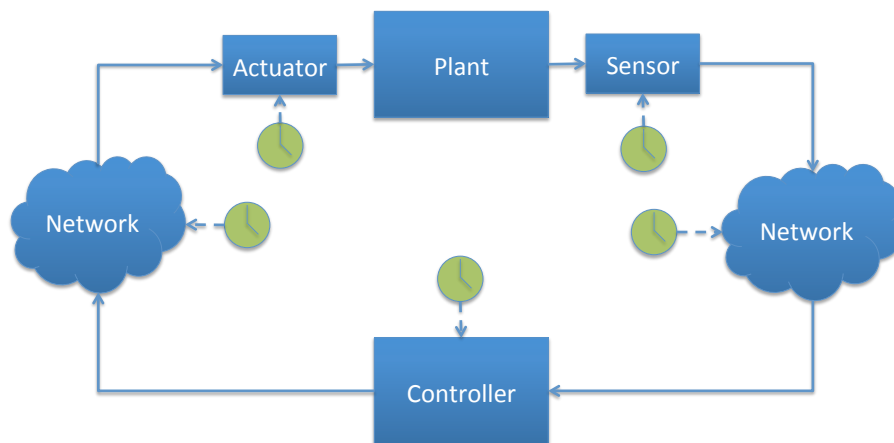 Actuator
Plant
Sensor
Network
Network
Controller